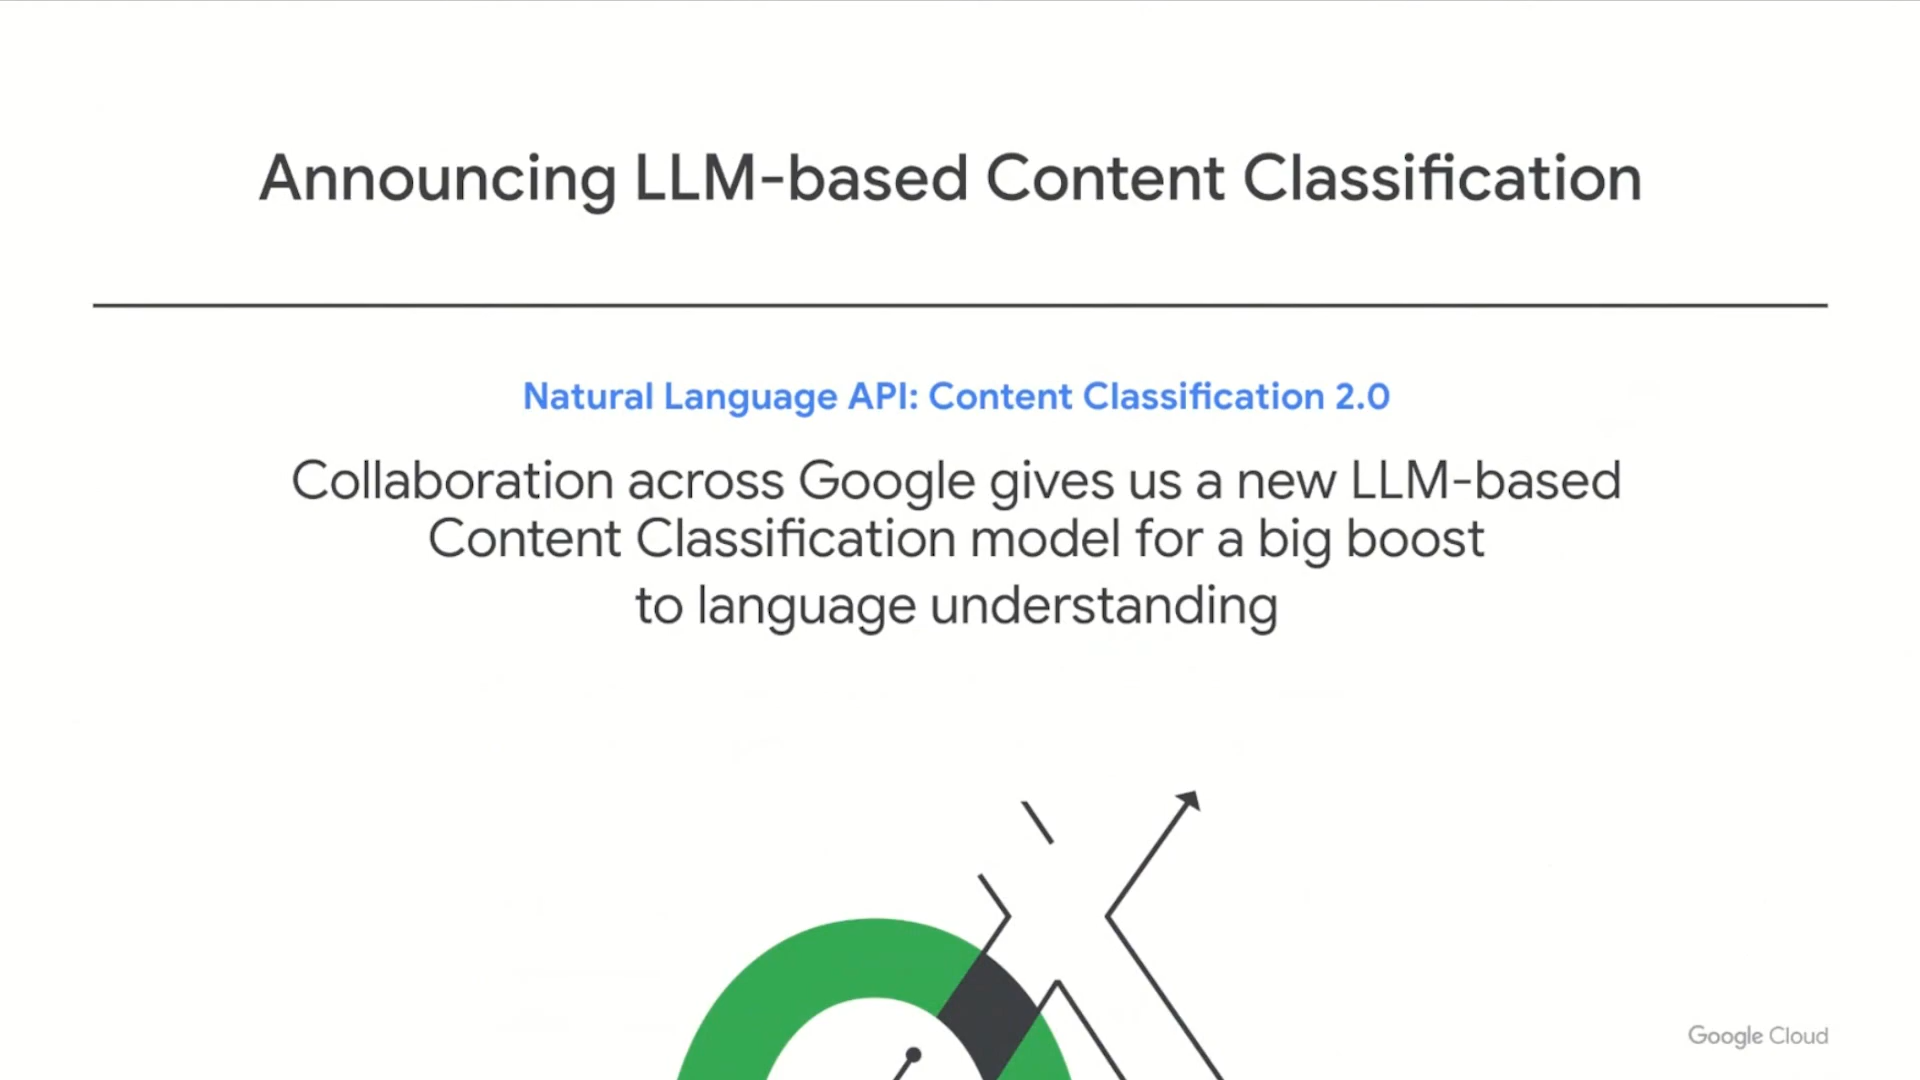 Announcing LLM-based Content Classification
Natural Language API: Content Classification 2.0
Collaboration across Google gives us a new LLM-based
Content Classification model for a big boost
to language understanding
Google Cloud